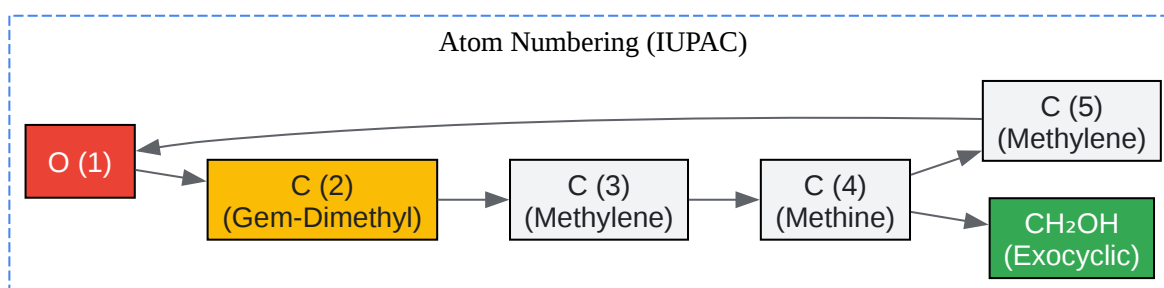 Atom Numbering (IUPAC)
O (1)
C (2)
(Gem-Dimethyl)
C (3)
(Methylene)
C (4)
(Methine)
C (5)
(Methylene)
CH₂OH
(Exocyclic)